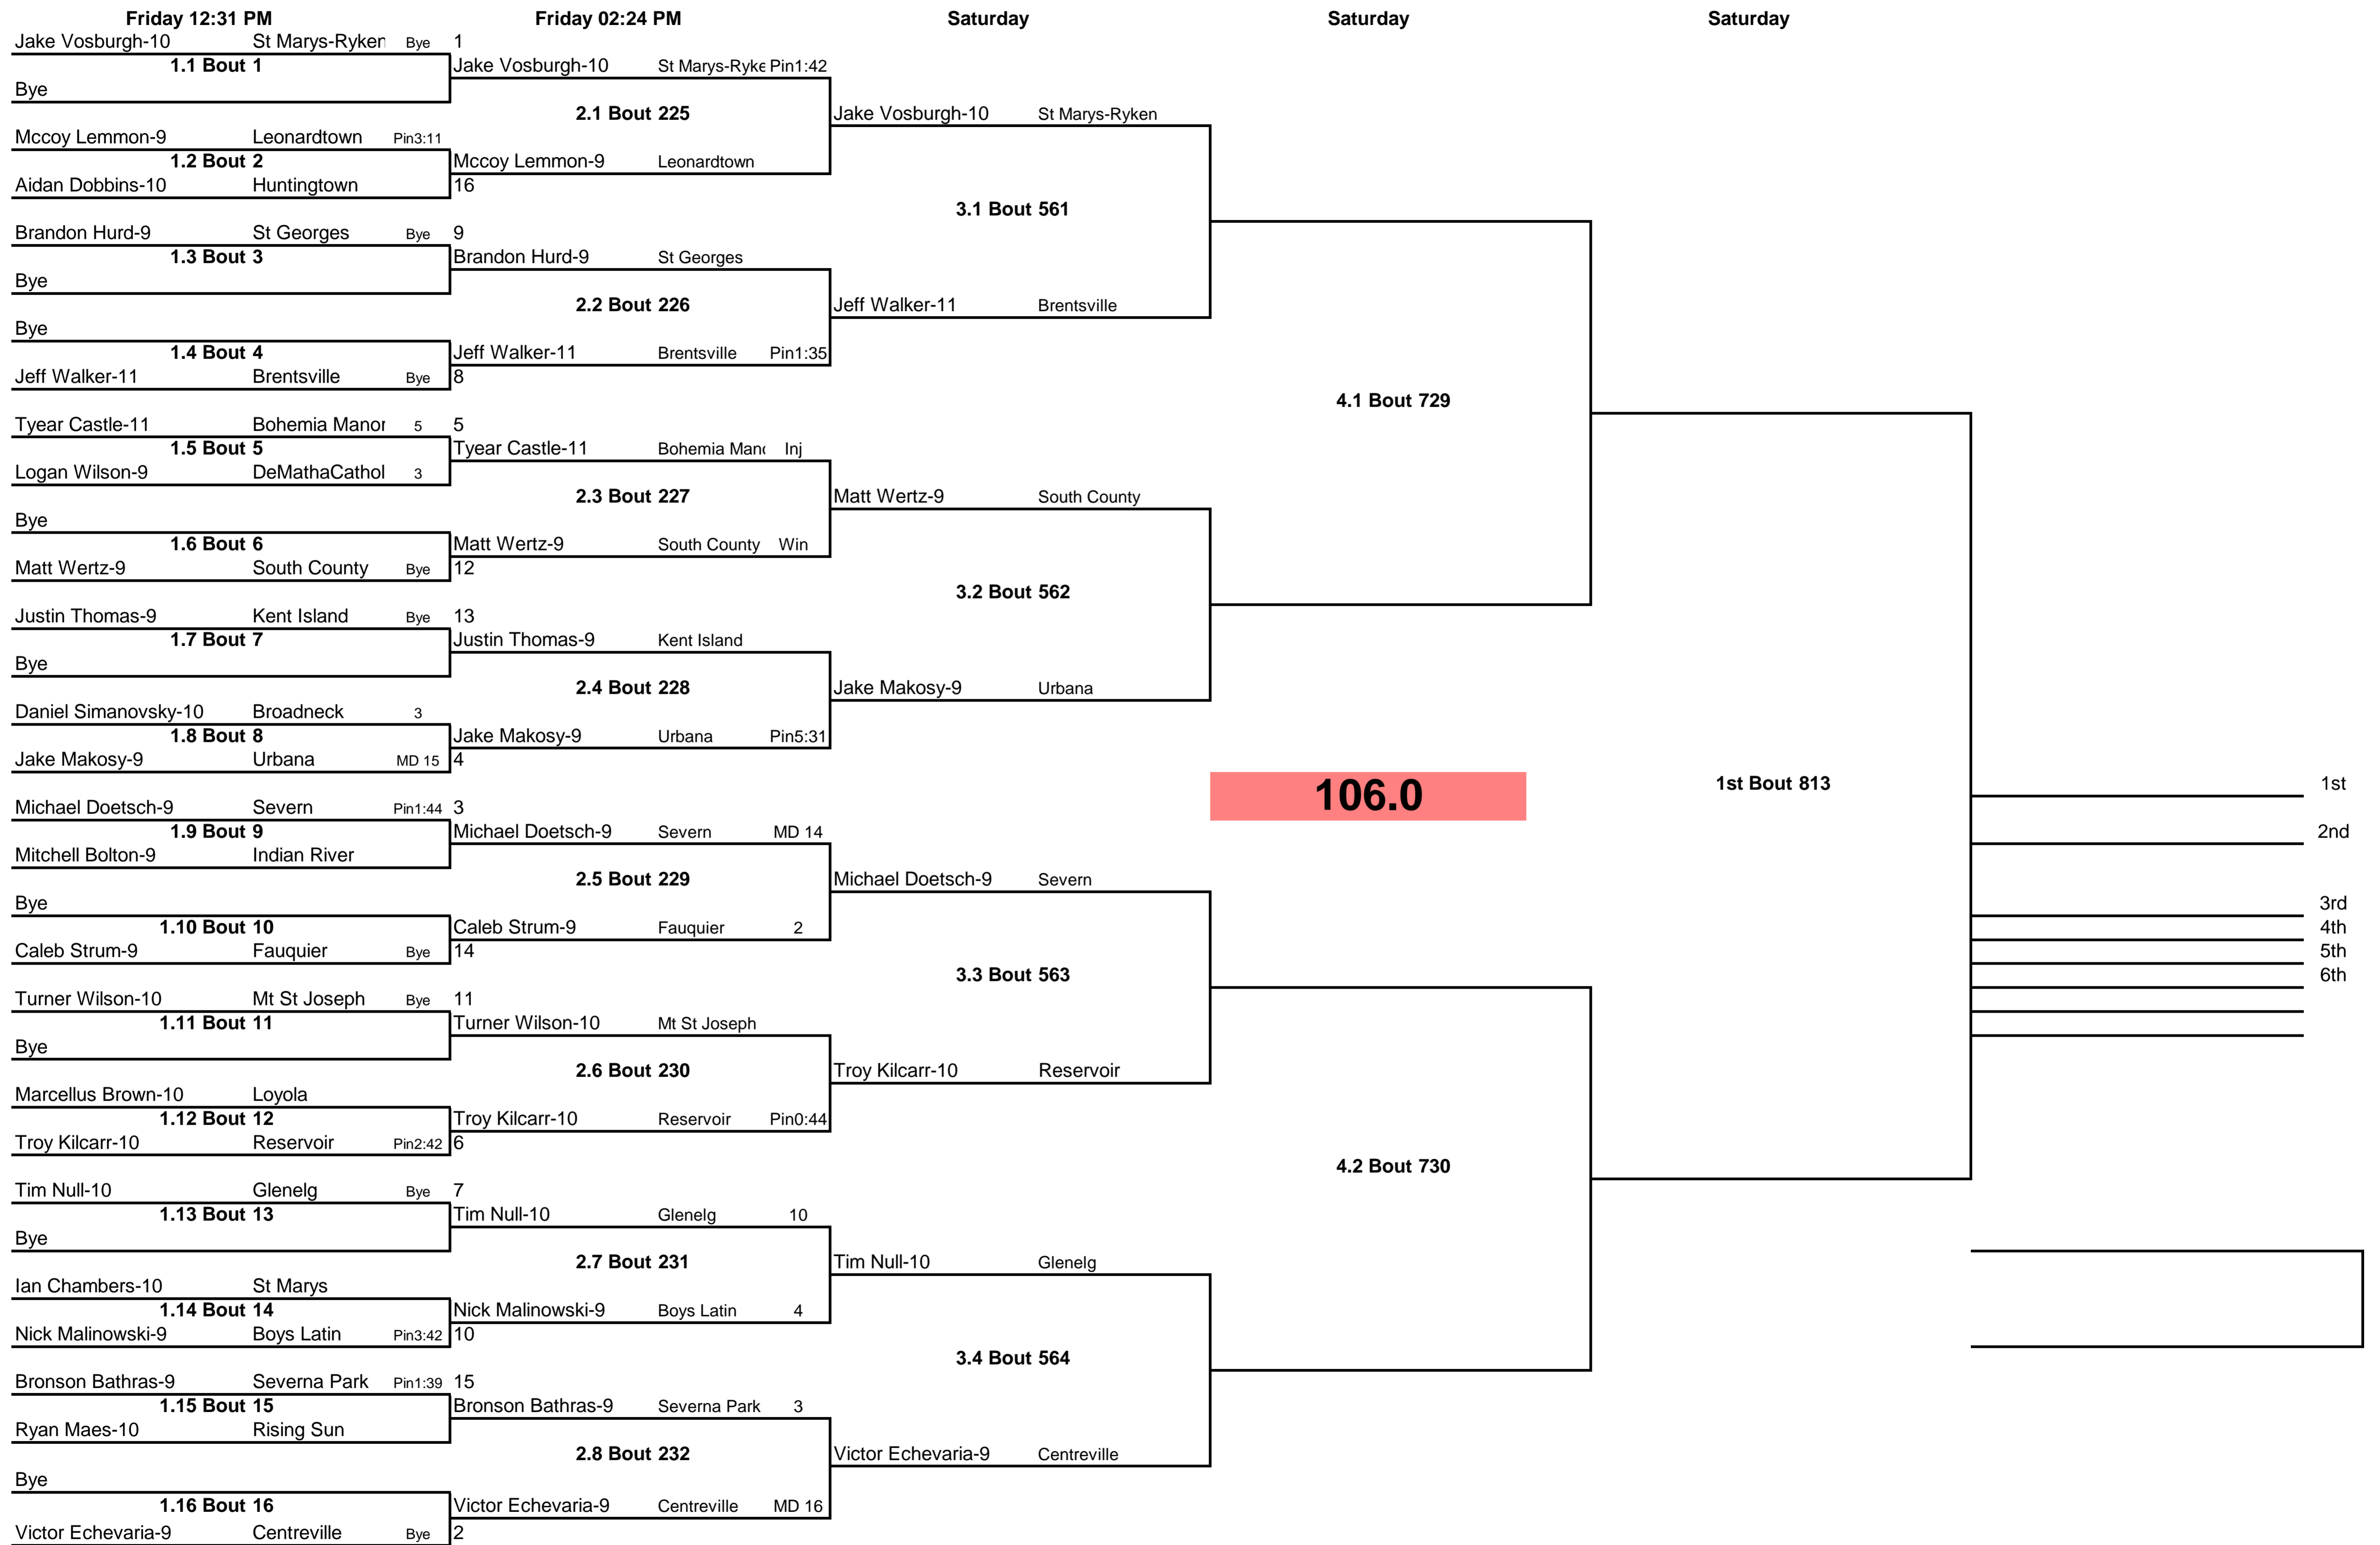 Friday 12:31 PM Friday 02:24 PM Saturday Saturday Saturday
Jake Vosburgh-10 St Marys-Ryken Bye 1
1.1 Bout 1 Jake Vosburgh-10 St Marys-Ryke Pin1:42
Bye
2.1 Bout 225 Jake Vosburgh-10 St Marys-Ryken
Mccoy Lemmon-9 Leonardtown Pin3:11
1.2 Bout 2 Mccoy Lemmon-9 Leonardtown
Aidan Dobbins-10 Huntingtown 16
3.1 Bout 561
Brandon Hurd-9 St Georges Bye 9
1.3 Bout 3 Brandon Hurd-9 St Georges
Bye
2.2 Bout 226 Jeff Walker-11 Brentsville
Bye
1.4 Bout 4 Jeff Walker-11 Brentsville Pin1:35
Jeff Walker-11 Brentsville Bye 8
4.1 Bout 729
Tyear Castle-11 Bohemia Manor 5 5
1.5 Bout 5 Tyear Castle-11 Bohemia Mano Inj
Logan Wilson-9 DeMathaCathol 3
2.3 Bout 227 Matt Wertz-9 South County
Bye
1.6 Bout 6 Matt Wertz-9 South County Win
Matt Wertz-9 South County Bye 12
3.2 Bout 562
Justin Thomas-9 Kent Island Bye 13
1.7 Bout 7 Justin Thomas-9 Kent Island
Bye
2.4 Bout 228 Jake Makosy-9 Urbana
Daniel Simanovsky-10 Broadneck 3
1.8 Bout 8 Jake Makosy-9 Urbana Pin5:31
Jake Makosy-9 Urbana MD 15 4
106.0 1st Bout 813 1st
Michael Doetsch-9 Severn Pin1:44 3
1.9 Bout 9 Michael Doetsch-9 Severn MD 14 2nd
Mitchell Bolton-9 Indian River
2.5 Bout 229 Michael Doetsch-9 Severn
Bye 3rd
1.10 Bout 10 Caleb Strum-9 Fauquier 2 4th
Caleb Strum-9 Fauquier Bye 14 5th
3.3 Bout 563 6th
Turner Wilson-10 Mt St Joseph Bye 11
1.11 Bout 11 Turner Wilson-10 Mt St Joseph
Bye
2.6 Bout 230 Troy Kilcarr-10 Reservoir
Marcellus Brown-10 Loyola
1.12 Bout 12 Troy Kilcarr-10 Reservoir Pin0:44
Troy Kilcarr-10 Reservoir Pin2:42 6
4.2 Bout 730
Tim Null-10 Glenelg Bye 7
1.13 Bout 13 Tim Null-10 Glenelg 10
Bye
2.7 Bout 231 Tim Null-10 Glenelg
Ian Chambers-10 St Marys
1.14 Bout 14 Nick Malinowski-9 Boys Latin 4
Nick Malinowski-9 Boys Latin Pin3:42 10
3.4 Bout 564
Bronson Bathras-9 Severna Park Pin1:39 15
1.15 Bout 15 Bronson Bathras-9 Severna Park 3
Ryan Maes-10 Rising Sun
2.8 Bout 232 Victor Echevaria-9 Centreville
Bye
1.16 Bout 16 Victor Echevaria-9 Centreville MD 16
Victor Echevaria-9 Centreville Bye 2